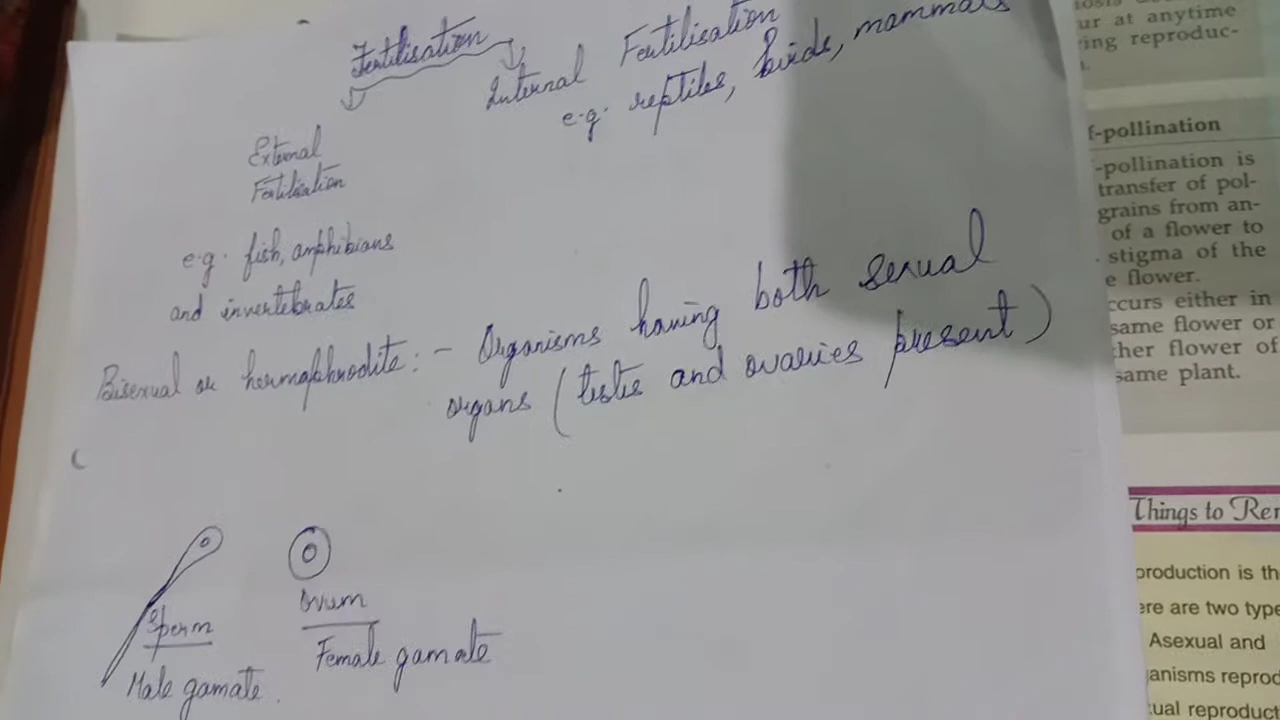 Fertilisation
Internal Fertilisation
e.g. reptiles, birds, mammals
External
Fertilisation
e.g. fish, amphibians
and invertebrates
Bisexual or hermaphrodite :- Organisms having both sexual
organs (testis and ovaries present)
Sperm
Male gamate.
Ovum
Female gamate
ur at anytime
ing reproduc-
f-pollination
-pollination is
transfer of pol-
grains from an-
of a flower to
stigma of the
e flower.
ccurs either in
same flower or
ther flower of
same plant.
Things to Rer
production is th
ere are two type
Asexual and
anisms reprod
ual reproduct